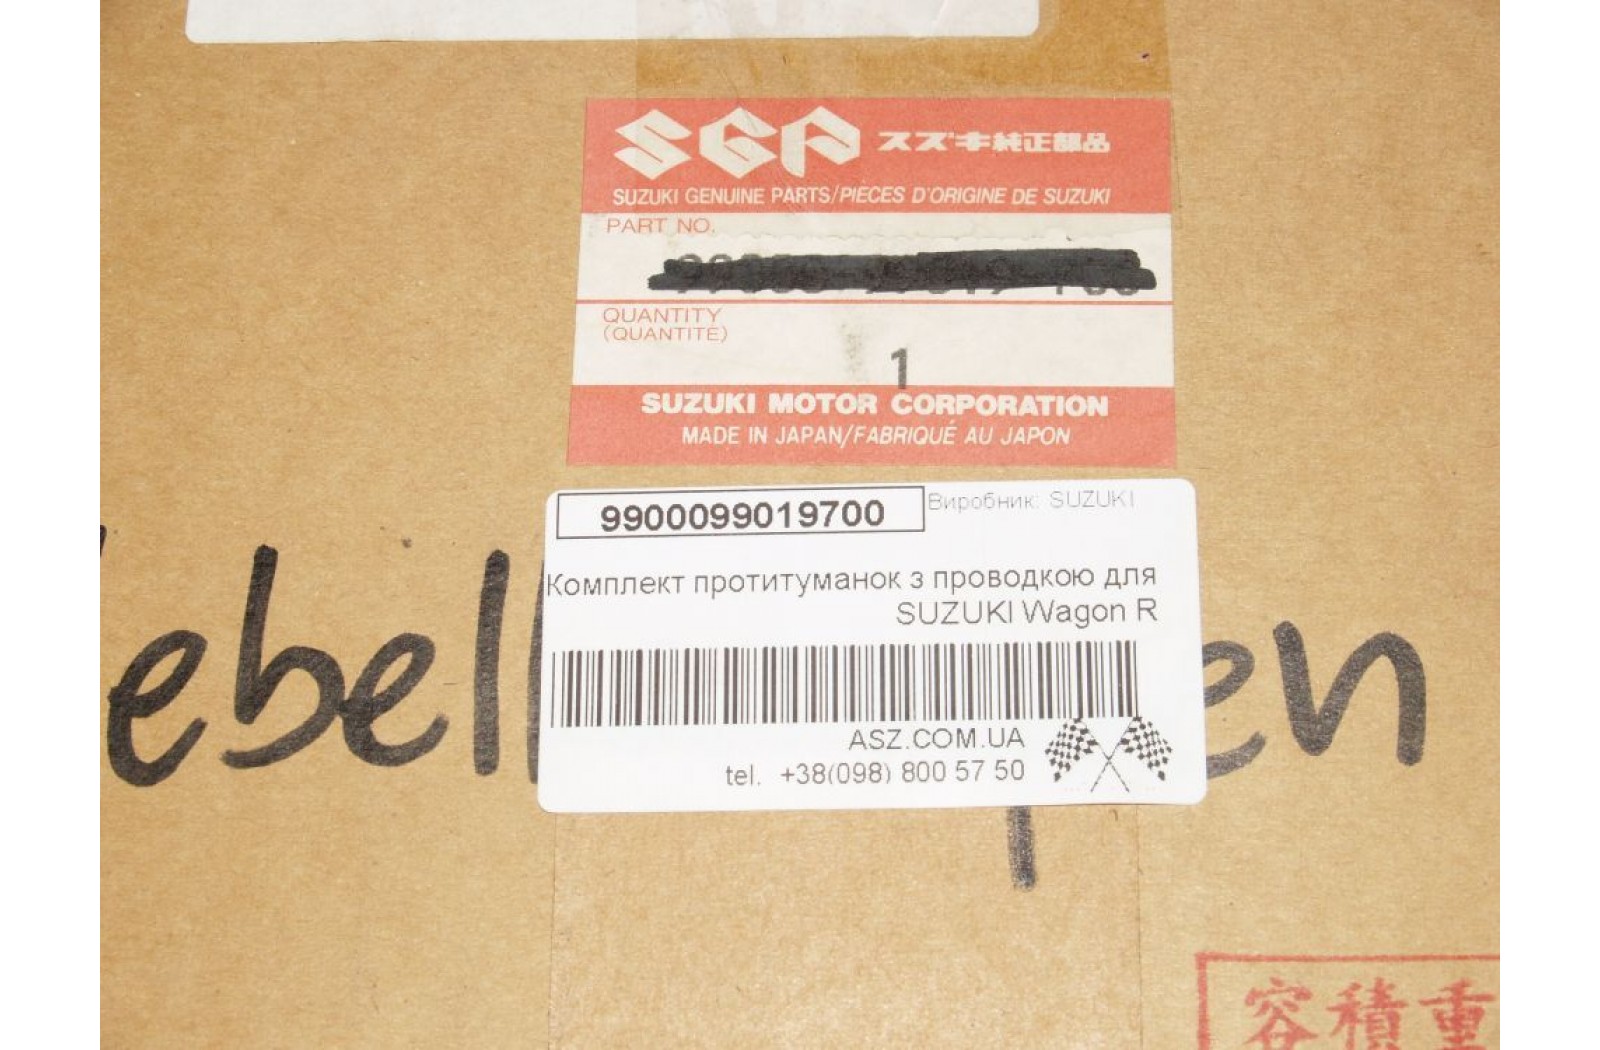 SGP スズキ純正部品
SUZUKI GENUINE PARTS/PIÈCES D'ORIGINE DE SUZUKI
PART NO.
QUANTITY
(QUANTITÉ)
1
SUZUKI MOTOR CORPORATION
MADE IN JAPAN/FABRIQUÉ AU JAPON
9900099019700 Виробник: SUZUKI
Комплект протитуманок з проводкою для
SUZUKI Wagon R
ASZ.COM.UA
tel. +38(098) 800 57 50
容積重